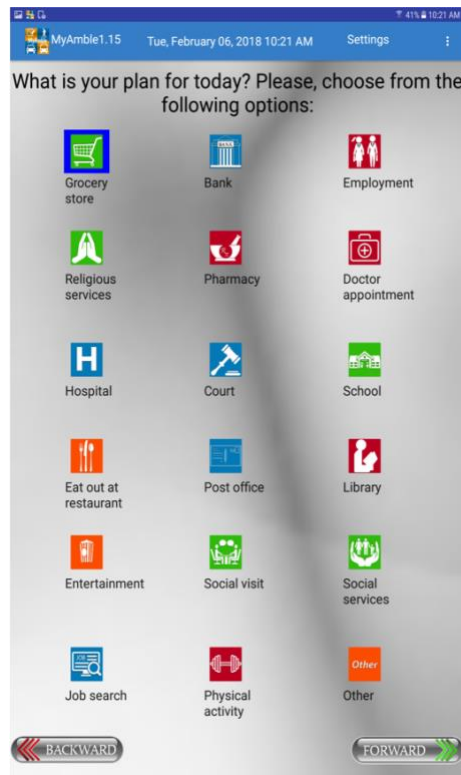 41% 10:21 AM
MyAmble1.15 Tue, February 06, 2018 10:21 AM Settings
What is your plan for today? Please, choose from the
following options:
Grocery
store
BANK
Bank
Employment
Religious
services
Pharmacy
Doctor
appointment
H
Hospital
Court
School
Eat out at
restaurant
Post office
Library
Entertainment
Social visit
Social
services
JOB
Job search
Physical
activity
Other
Other
BACKWARD
FORWARD